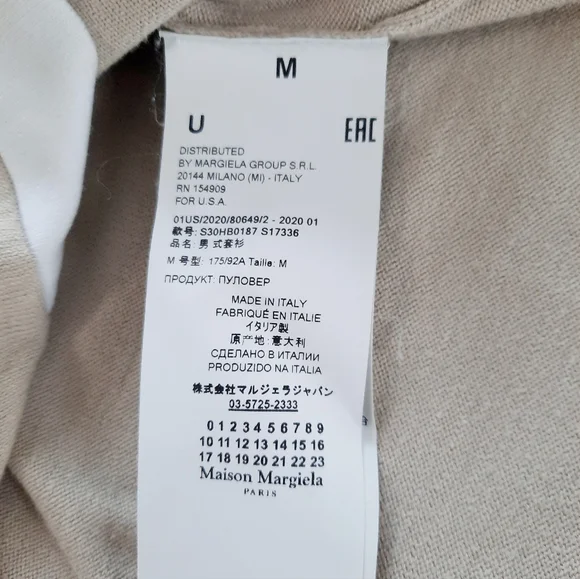 M
U EAC
DISTRIBUTED
BY MARGIELA GROUP S.R.L
20144 MILANO (MI) - ITALY
RN 154909
FOR U.S.A.
01US/2020/80649/2 - 2020 01
款号: S30HB0187 S17336
品名: 男式套衫
M 号型: 175/92A Taille: M
ПРОДУКТ: ПУЛОВЕР
MADE IN ITALY
FABRIQUÉ EN ITALIE
イタリア製
原产地: 意大利
СДЕЛАНО В ИТАЛИИ
PRODUZIDO NA ITALIA
株式会社マルジェラジャパン
03-5725-2333
0 1 2 3 4 5 6 7 8 9
10 11 12 13 14 15 16
17 18 19 20 21 22 23
Maison Margiela
PARIS